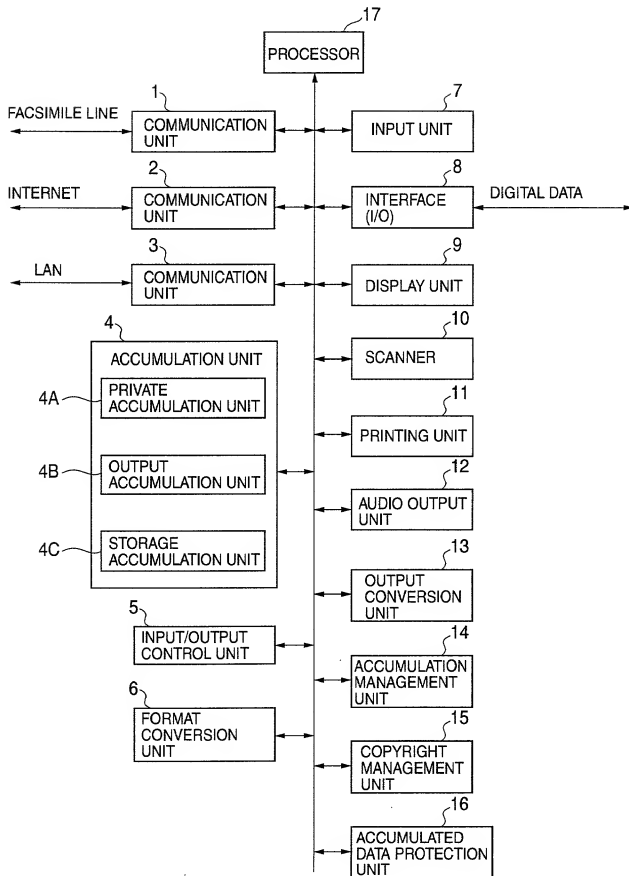 17
PROCESSOR
FACSIMILE LINE
1
COMMUNICATION
UNIT
7
INPUT UNIT
INTERNET
2
COMMUNICATION
UNIT
8
INTERFACE
(I/O)
DIGITAL DATA
LAN
3
COMMUNICATION
UNIT
9
DISPLAY UNIT
4
ACCUMULATION UNIT
4A
PRIVATE
ACCUMULATION UNIT
4B
OUTPUT
ACCUMULATION UNIT
4C
STORAGE
ACCUMULATION UNIT
10
SCANNER
11
PRINTING UNIT
12
AUDIO OUTPUT
UNIT
13
OUTPUT
CONVERSION
UNIT
5
INPUT/OUTPUT
CONTROL UNIT
14
ACCUMULATION
MANAGEMENT
UNIT
6
FORMAT
CONVERSION
UNIT
15
COPYRIGHT
MANAGEMENT
UNIT
16
ACCUMULATED
DATA PROTECTION
UNIT